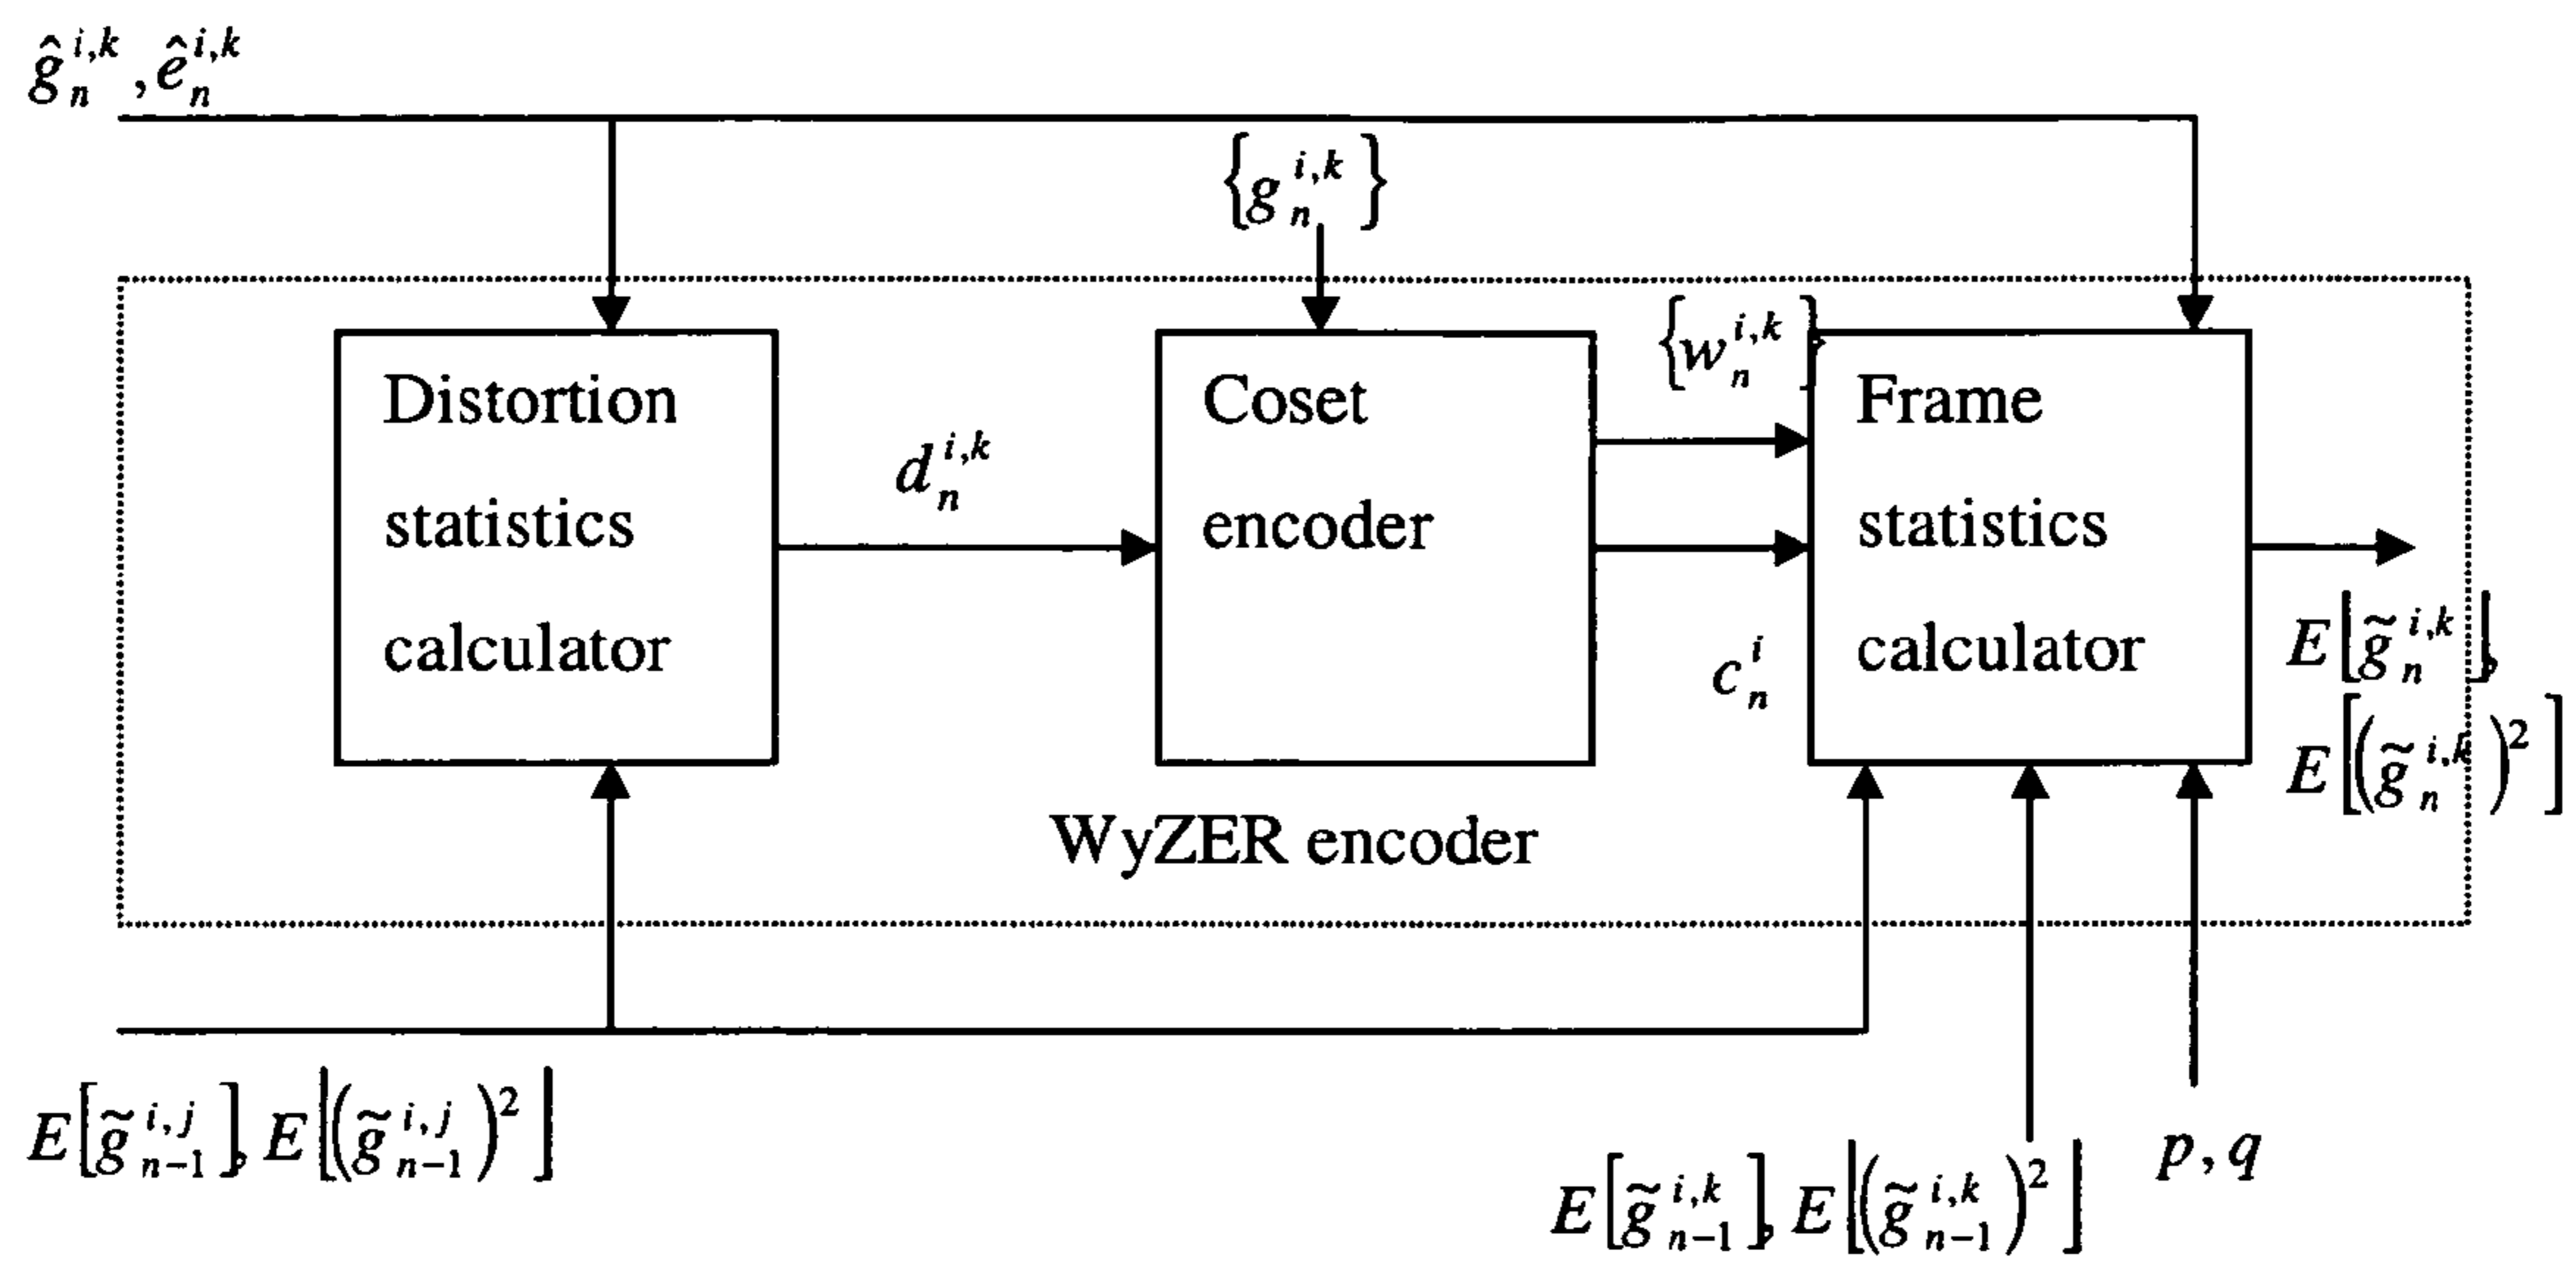 ĝ_n^{i,k}, ê_n^{i,k}
{g_n^{i,k}}
{w_n^{i,k}}
Distortion
statistics
calculator
d_n^{i,k}
Coset
encoder
c_n^i
Frame
statistics
calculator
E[g̃_n^{i,k}],
E[(g̃_n^{i,k})^2]
WyZER encoder
E[g̃_{n-1}^{i,j}], E[(g̃_{n-1}^{i,j})^2]
E[g̃_{n-1}^{i,k}], E[(g̃_{n-1}^{i,k})^2]
p, q